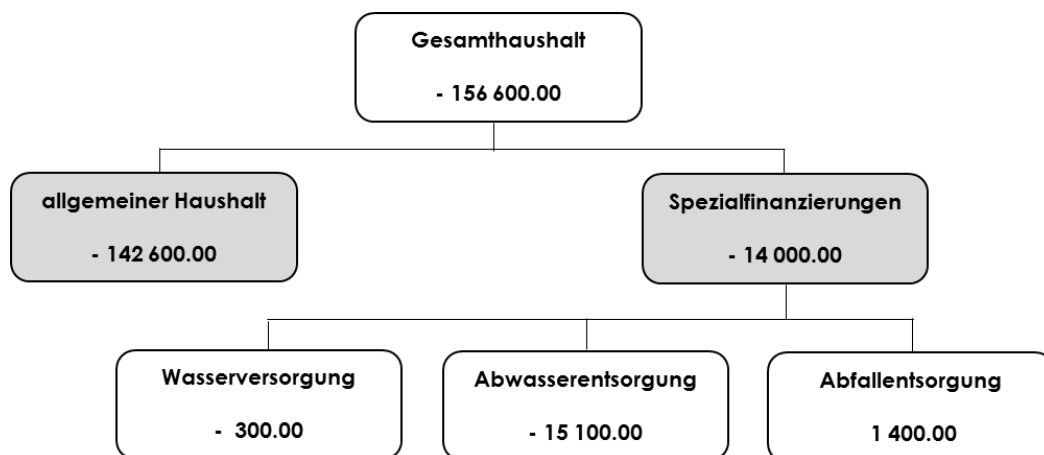 Gesamthaushalt
- 156 600.00
allgemeiner Haushalt
- 142 600.00
Spezialfinanzierungen
- 14 000.00
Wasserversorgung
- 300.00
Abwasserentsorgung
- 15 100.00
Abfallentsorgung
1 400.00